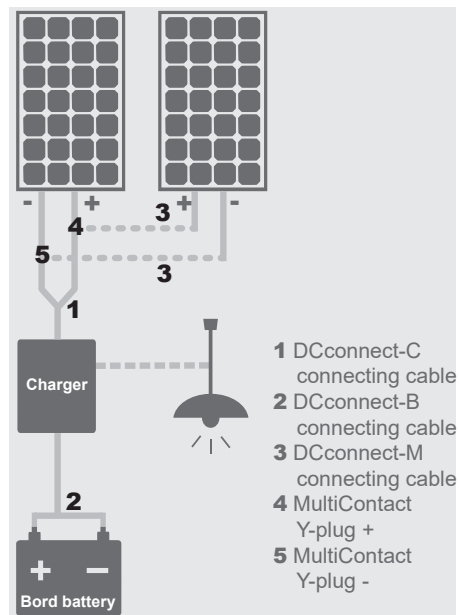 - + + -
3
4
5
3
1
Charger
2
+ −
Bord battery
1 DCconnect-C
connecting cable
2 DCconnect-B
connecting cable
3 DCconnect-M
connecting cable
4 MultiContact
Y-plug +
5 MultiContact
Y-plug -